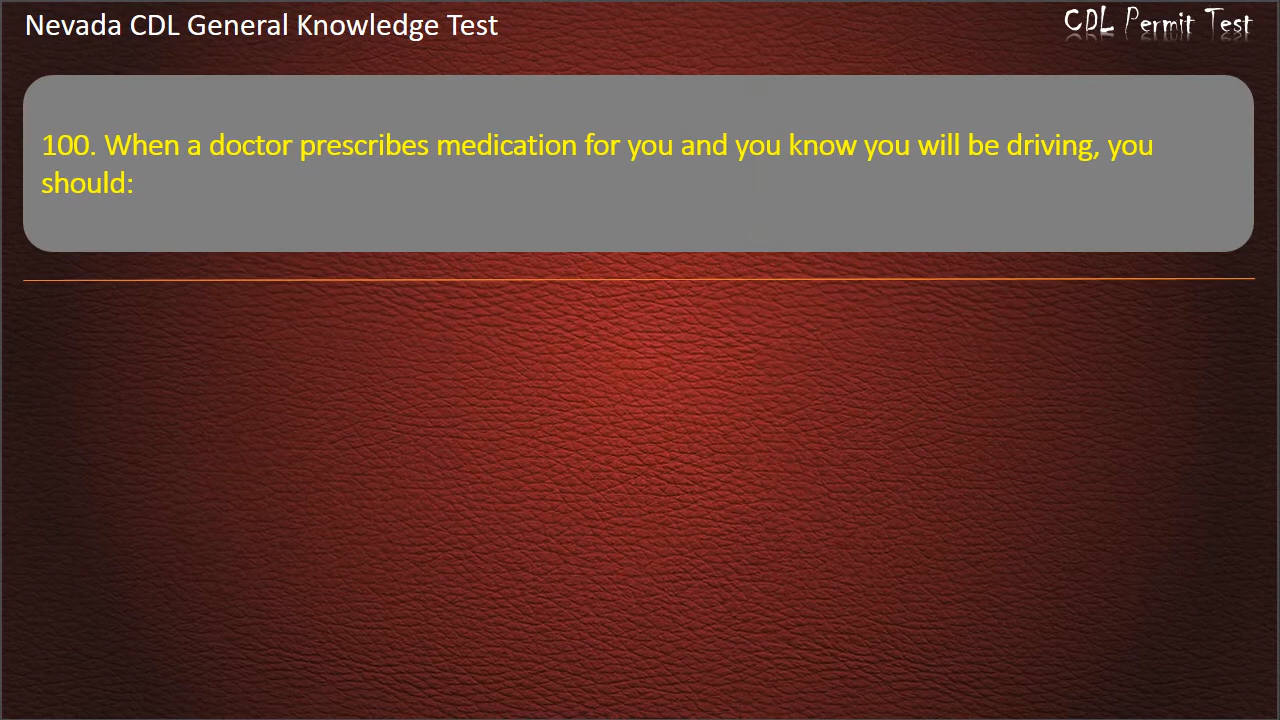 Nevada CDL General Knowledge Test
CDL Permit Test
100. When a doctor prescribes medication for you and you know you will be driving, you
should: